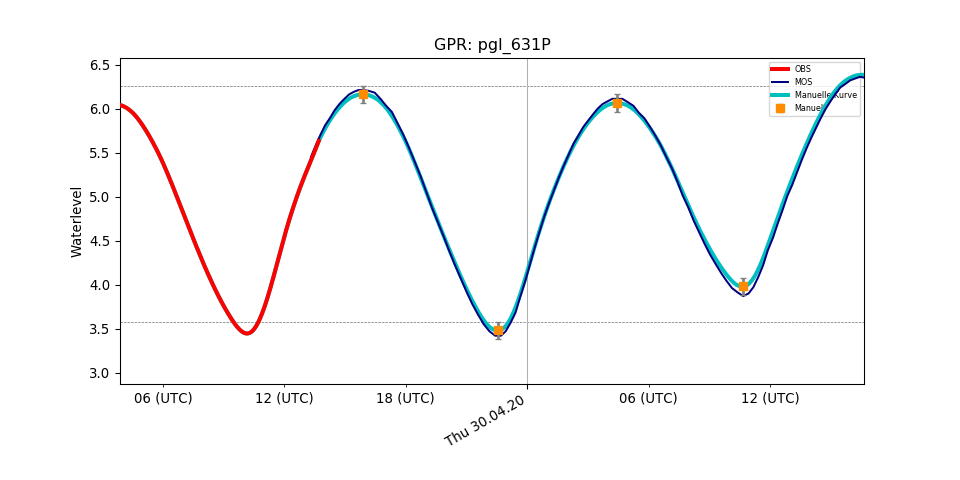 GPR: pgl_631P
6.5
6.0
5.5
5.0
4.5
4.0
3.5
3.0
Waterlevel
OBS
MOS
Manuelle Kurve
Manuell
06 (UTC)
12 (UTC)
18 (UTC)
Thu 30.04.20
06 (UTC)
12 (UTC)